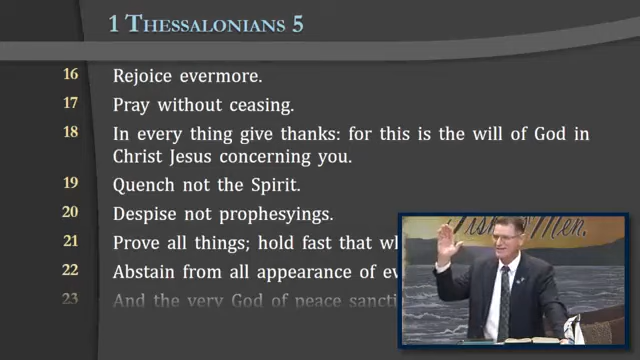 1 Thessalonians 5
16 Rejoice evermore.
17 Pray without ceasing.
18 In every thing give thanks: for this is the will of God in
Christ Jesus concerning you.
19 Quench not the Spirit.
20 Despise not prophesyings.
21 Prove all things; hold fast that
22 Abstain from all appearance of
23 And the very God of peace
Men.